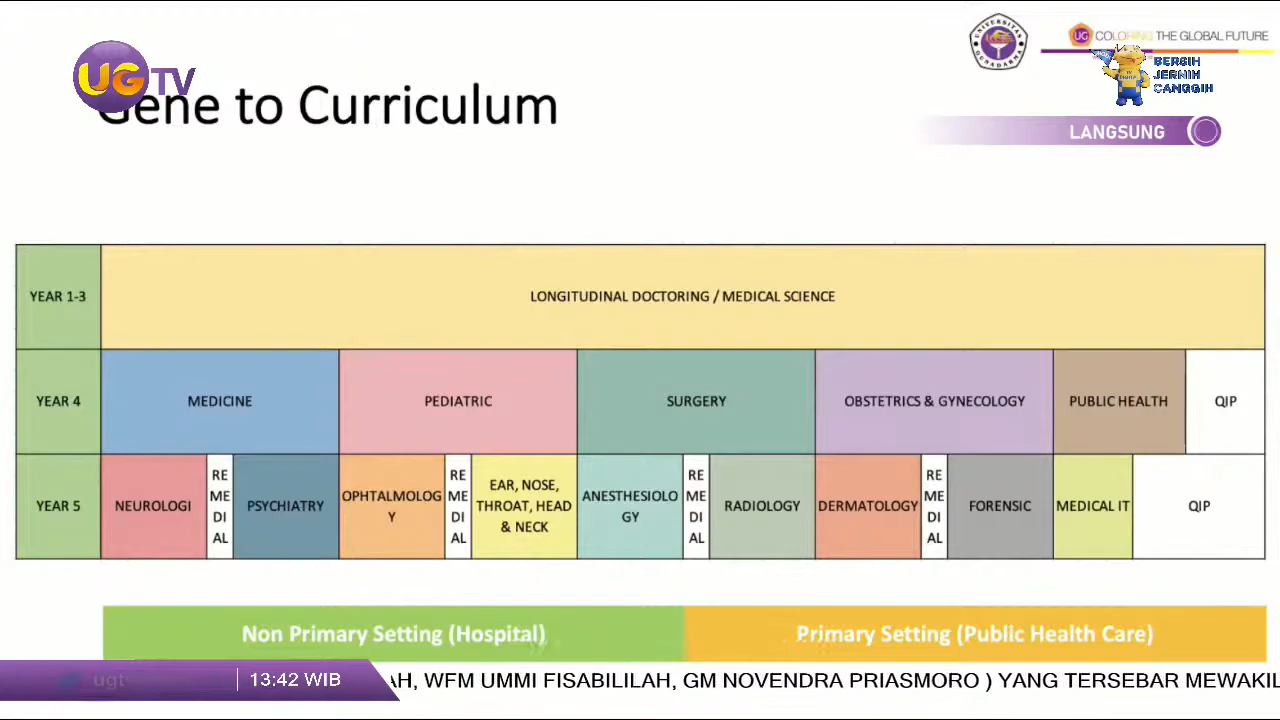 UGTV
UNIVERSITAS GUNADARMA
UG COLORING THE GLOBAL FUTURE
BERSIH
JERNIH
CANGGIH
Gene to Curriculum
LANGSUNG
YEAR 1-3
LONGITUDINAL DOCTORING / MEDICAL SCIENCE
YEAR 4
MEDICINE
PEDIATRIC
SURGERY
OBSTETRICS & GYNECOLOGY
PUBLIC HEALTH
QIP
YEAR 5
NEUROLOGI
RE
ME
DI
AL
PSYCHIATRY
OPHTALMOLOG
Y
RE
ME
DI
AL
EAR, NOSE,
THROAT, HEAD
& NECK
ANESTHESIOLO
GY
RE
ME
DI
AL
RADIOLOGY
DERMATOLOGY
RE
ME
DI
AL
FORENSIC
MEDICAL IT
QIP
Non Primary Setting (Hospital)
Primary Setting (Public Health Care)
ugt
13:42 WIB
AH, WFM UMMI FISABILILAH, GM NOVENDRA PRIASMORO ) YANG TERSEBAR MEWAKIL